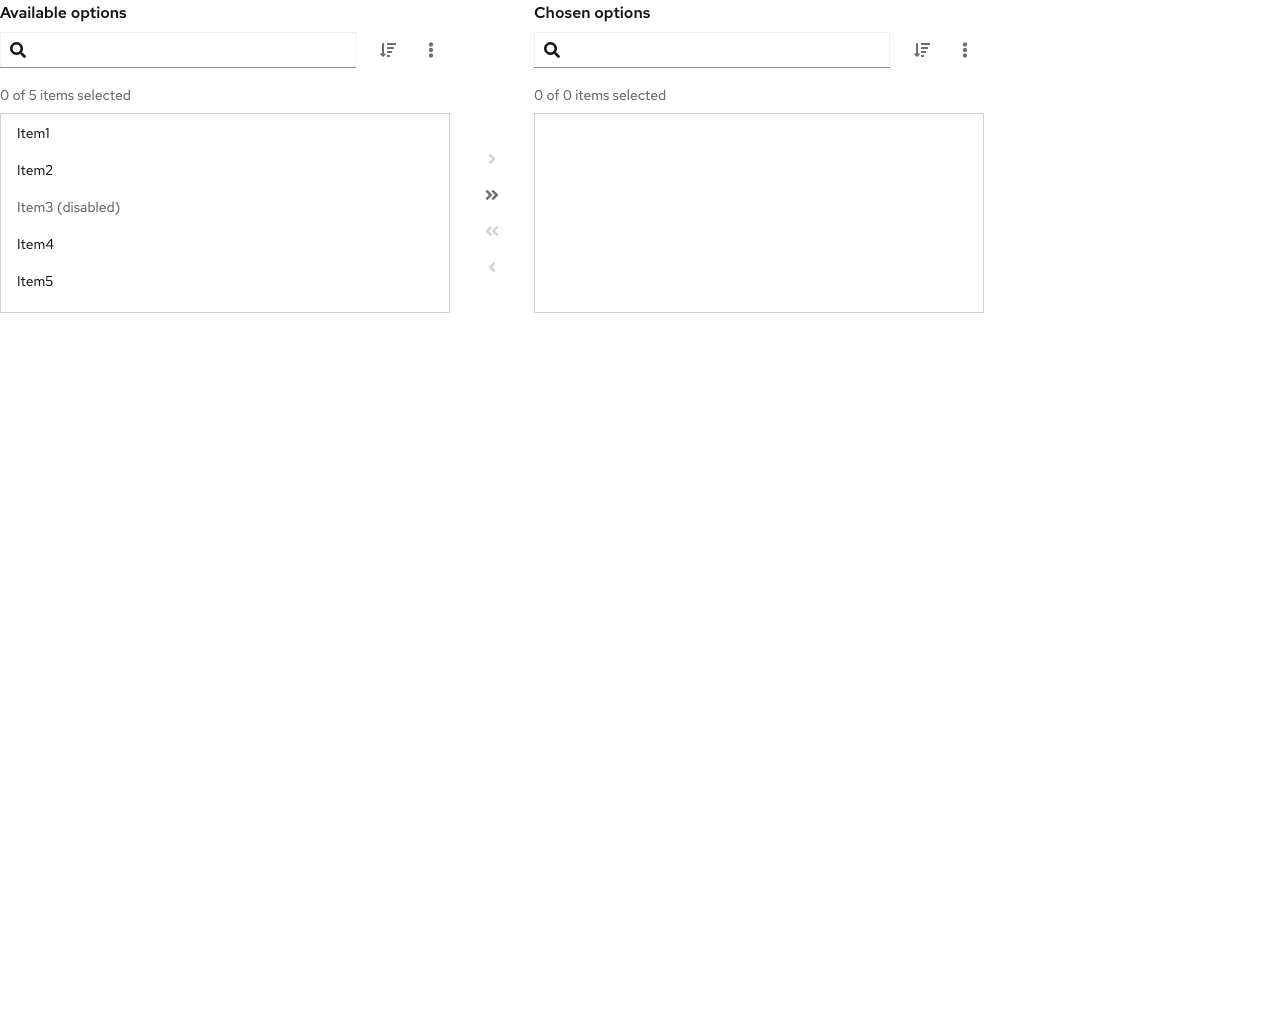 Available options
0 of 5 items selected
Item1
Item2
Item3 (disabled)
Item4
Item5
Chosen options
0 of 0 items selected